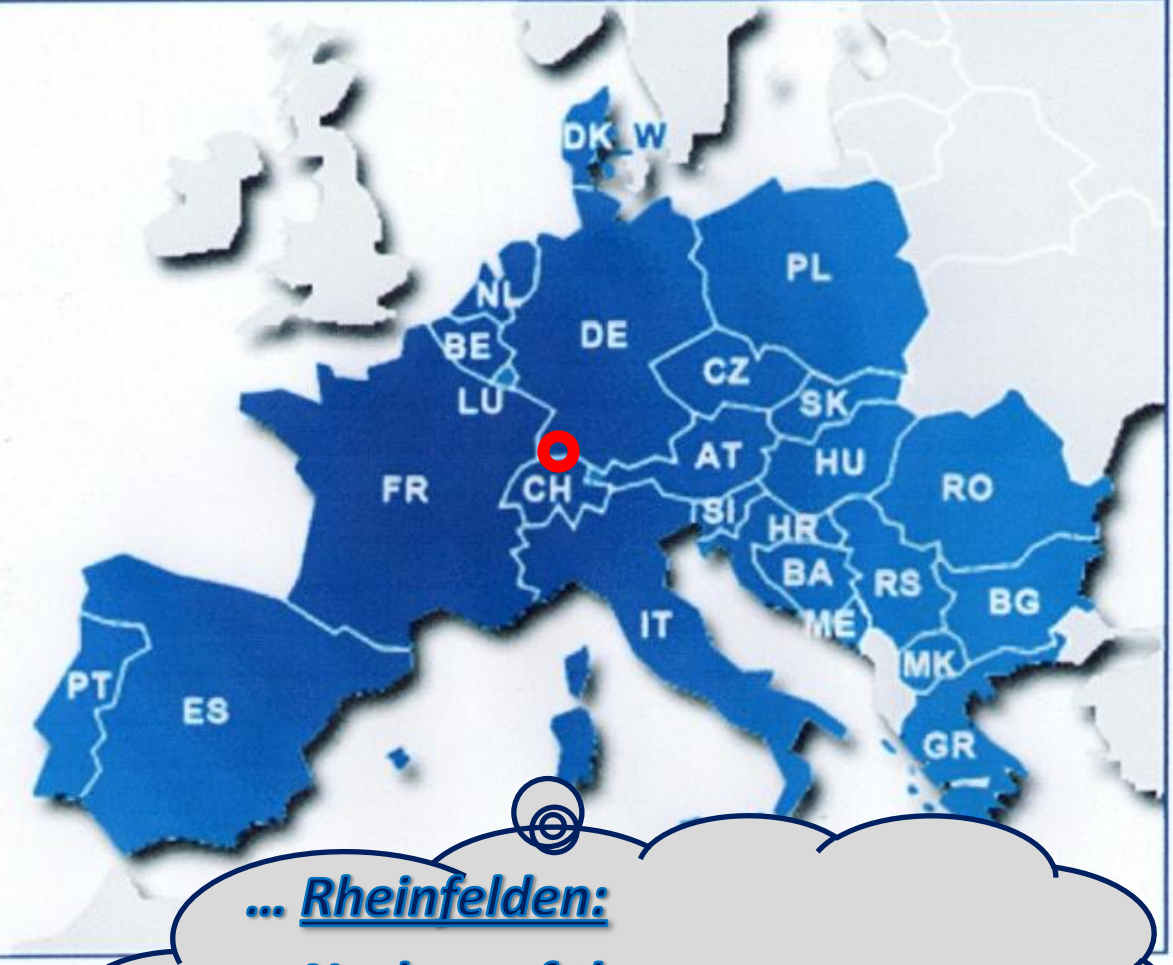 DK_W
PL
NL
DE
BE
CZ
LU
SK
AT
HU
FR
CH
RO
SI
HR
BA
RS
BG
IT
ME
MK
PT
ES
GR
... Rheinfelden: